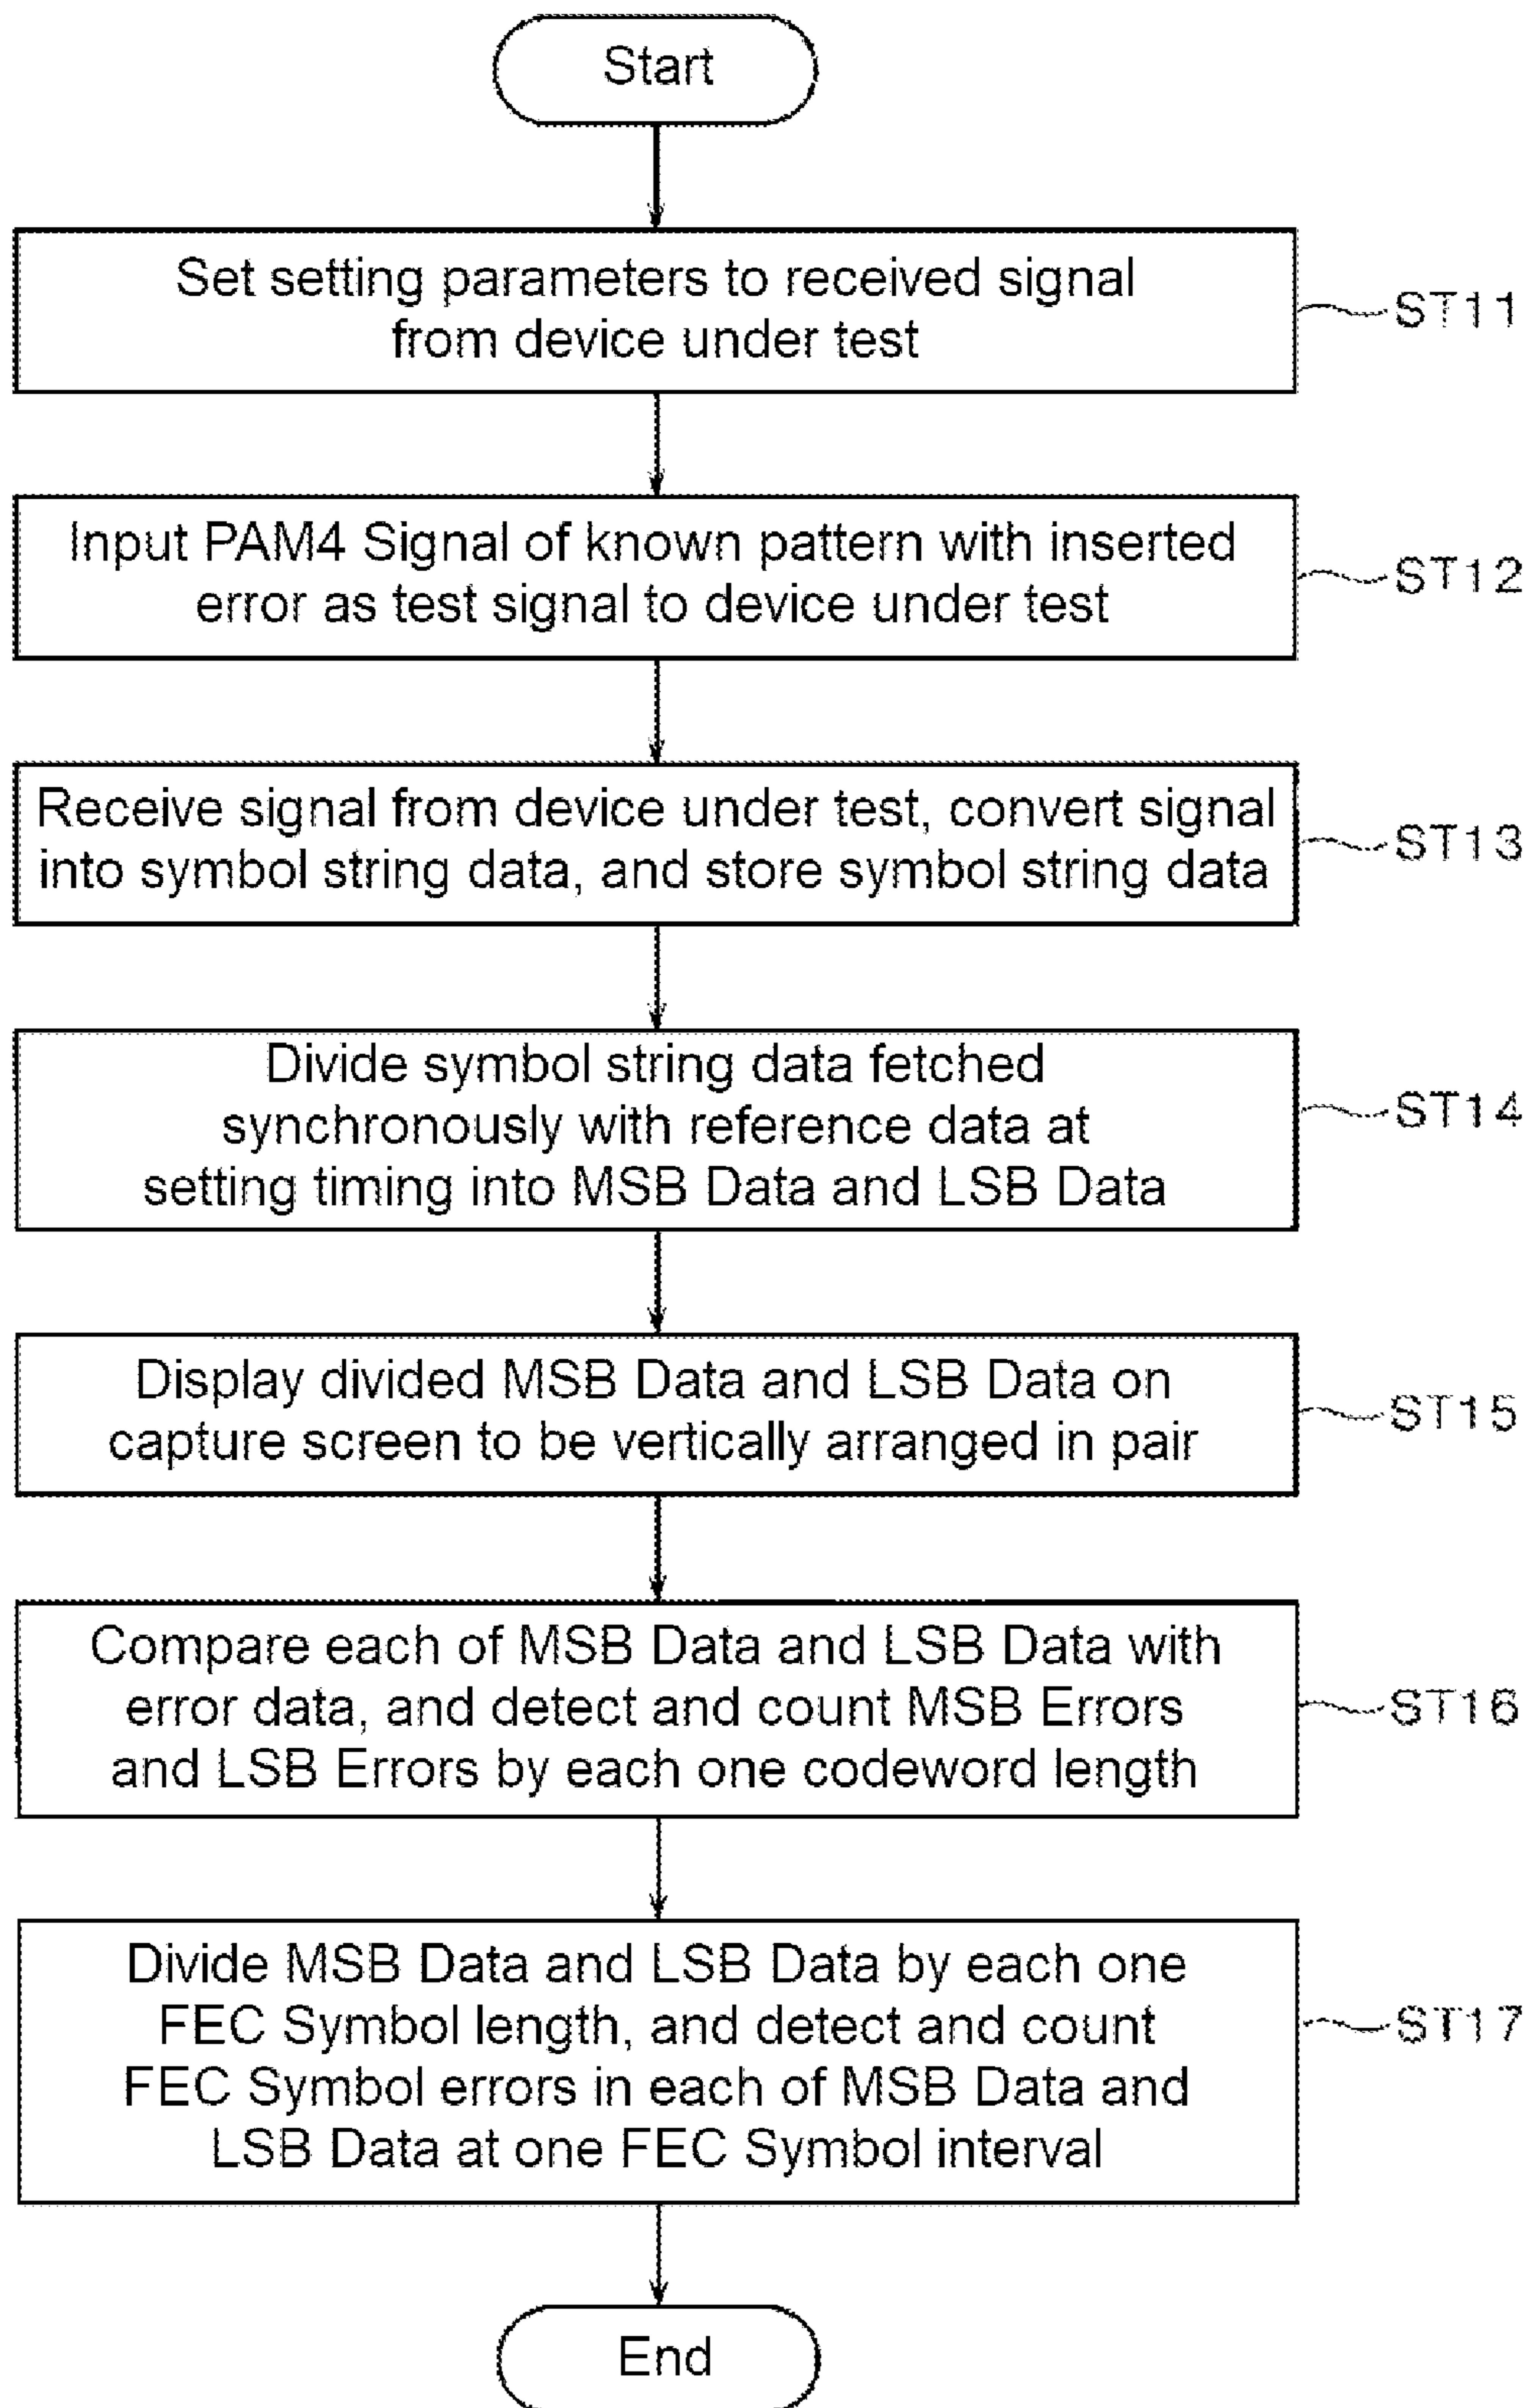 Start
Set setting parameters to received signal
from device under test
ST11
Input PAM4 Signal of known pattern with inserted
error as test signal to device under test
ST12
Receive signal from device under test, convert signal
into symbol string data, and store symbol string data
ST13
Divide symbol string data fetched
synchronously with reference data at
setting timing into MSB Data and LSB Data
ST14
Display divided MSB Data and LSB Data on
capture screen to be vertically arranged in pair
ST15
Compare each of MSB Data and LSB Data with
error data, and detect and count MSB Errors
and LSB Errors by each one codeword length
ST16
Divide MSB Data and LSB Data by each one
FEC Symbol length, and detect and count
FEC Symbol errors in each of MSB Data and
LSB Data at one FEC Symbol interval
ST17
End